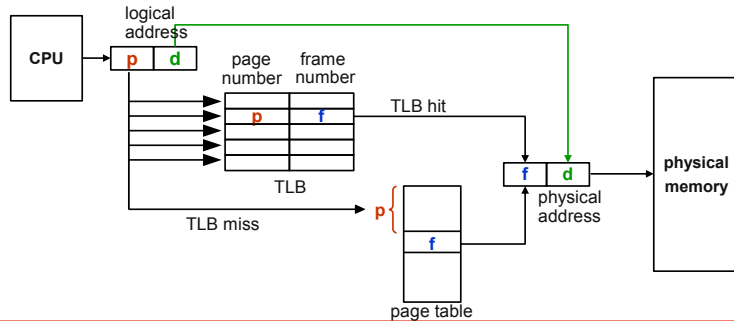 logical
address
CPU
p d
page
number
frame
number
p f
TLB hit
TLB
f d
physical
address
physical
memory
TLB miss
p
f
page table